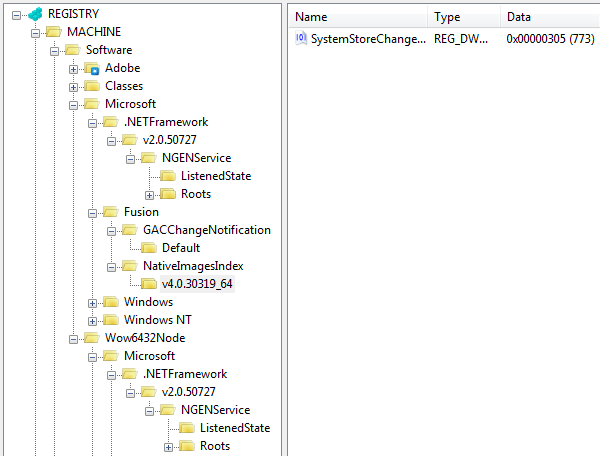 REGISTRY
MACHINE
Software
Adobe
Classes
Microsoft
.NETFramework
v2.0.50727
NGENService
ListenedState
Roots
Fusion
GACChangeNotification
Default
NativeImagesIndex
v4.0.30319_64
Windows
Windows NT
Wow6432Node
Microsoft
.NETFramework
v2.0.50727
NGENService
ListenedState
Roots
Name Type Data
SystemStoreChange... REG_DW... 0x00000305 (773)